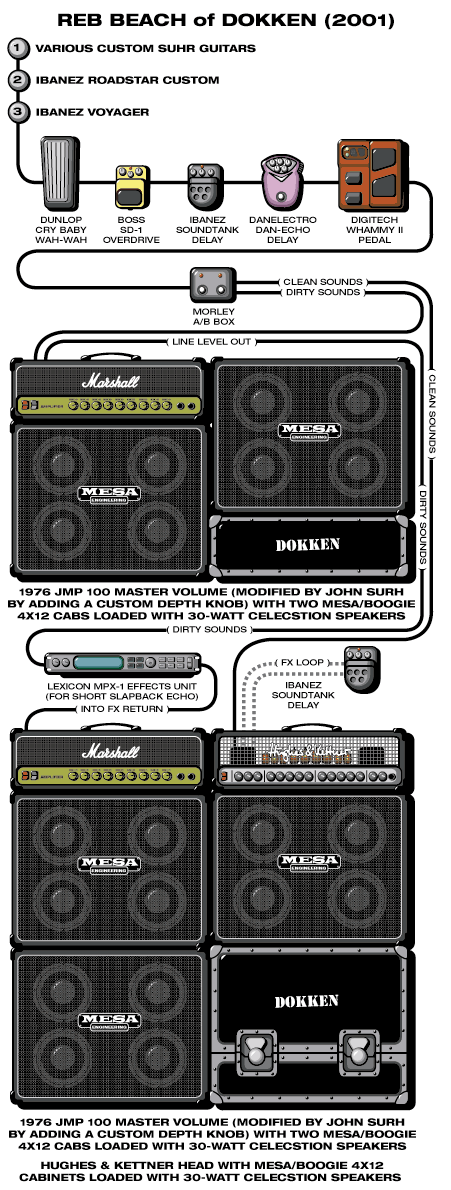 REB BEACH of DOKKEN (2001)
1 VARIOUS CUSTOM SUHR GUITARS
2 IBANEZ ROADSTAR CUSTOM
3 IBANEZ VOYAGER
DUNLOP
CRY BABY
WAH-WAH
BOSS
SD-1
OVERDRIVE
IBANEZ
SOUNDTANK
DELAY
DANELECTRO
DAN-ECHO
DELAY
DIGITECH
WHAMMY II
PEDAL
CLEAN SOUNDS
DIRTY SOUNDS
MORLEY
A/B BOX
LINE LEVEL OUT
CLEAN SOUNDS
DIRTY SOUNDS
Marshall
AMPLIFIER
MESA
ENGINEERING
MESA
ENGINEERING
DOKKEN
1976 JMP 100 MASTER VOLUME (MODIFIED BY JOHN SURH
BY ADDING A CUSTOM DEPTH KNOB) WITH TWO MESA/BOOGIE
4X12 CABS LOADED WITH 30-WATT CELECSTION SPEAKERS
( DIRTY SOUNDS )
LEXICON MPX-1 EFFECTS UNIT
(FOR SHORT SLAPBACK ECHO)
( INTO FX RETURN )
( FX LOOP )
IBANEZ
SOUNDTANK
DELAY
Marshall
AMPLIFIER
Hughes & Kettner
MESA
ENGINEERING
MESA
ENGINEERING
MESA
ENGINEERING
DOKKEN
1976 JMP 100 MASTER VOLUME (MODIFIED BY JOHN SURH
BY ADDING A CUSTOM DEPTH KNOB) WITH TWO MESA/BOOGIE
4X12 CABS LOADED WITH 30-WATT CELECSTION SPEAKERS
HUGHES & KETTNER HEAD WITH MESA/BOOGIE 4X12
CABINETS LOADED WITH 30-WATT CELECSTION SPEAKERS